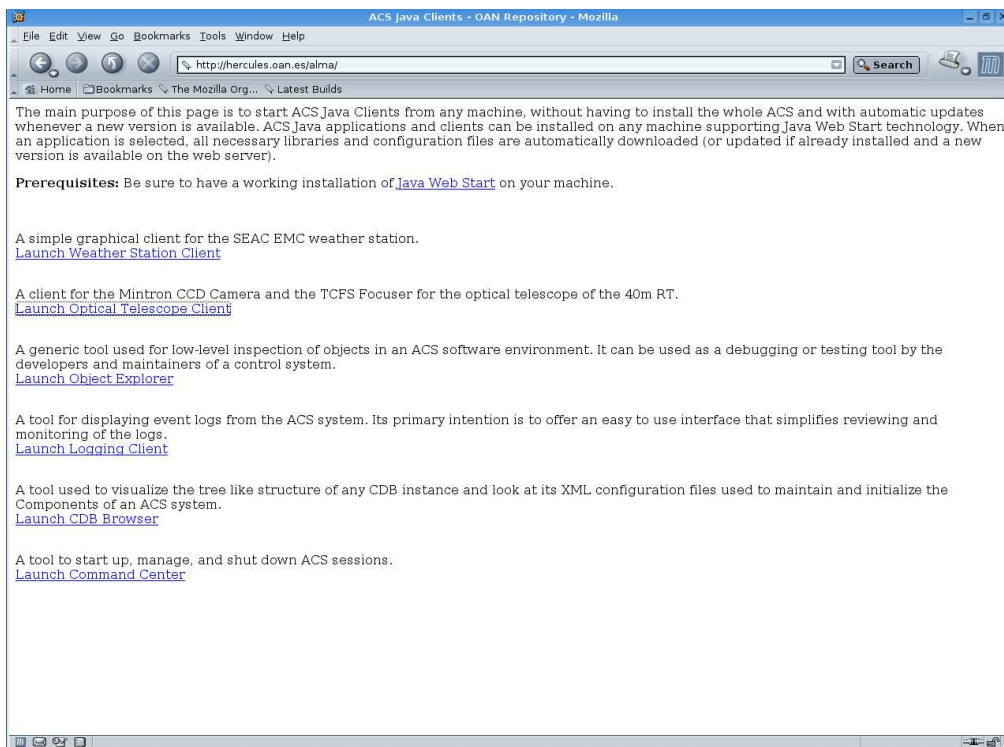 ACS Java Clients - OAN Repository - Mozilla
File Edit View Go Bookmarks Tools Window Help
http://hercules.oan.es/alma/ Search
Home Bookmarks The Mozilla Org... Latest Builds
The main purpose of this page is to start ACS Java Clients from any machine, without having to install the whole ACS and with automatic updates
whenever a new version is available. ACS Java applications and clients can be installed on any machine supporting Java Web Start technology. When
an application is selected, all necessary libraries and configuration files are automatically downloaded (or updated if already installed and a new
version is available on the web server).
Prerequisites: Be sure to have a working installation of Java Web Start on your machine.
A simple graphical client for the SEAC EMC weather station.
Launch Weather Station Client
A client for the Mintron CCD Camera and the TCFS Focuser for the optical telescope of the 40m RT.
Launch Optical Telescope Client
A generic tool used for low-level inspection of objects in an ACS software environment. It can be used as a debugging or testing tool by the
developers and maintainers of a control system.
Launch Object Explorer
A tool for displaying event logs from the ACS system. Its primary intention is to offer an easy to use interface that simplifies reviewing and
monitoring of the logs.
Launch Logging Client
A tool used to visualize the tree like structure of any CDB instance and look at its XML configuration files used to maintain and initialize the
Components of an ACS system.
Launch CDB Browser
A tool to start up, manage, and shut down ACS sessions.
Launch Command Center